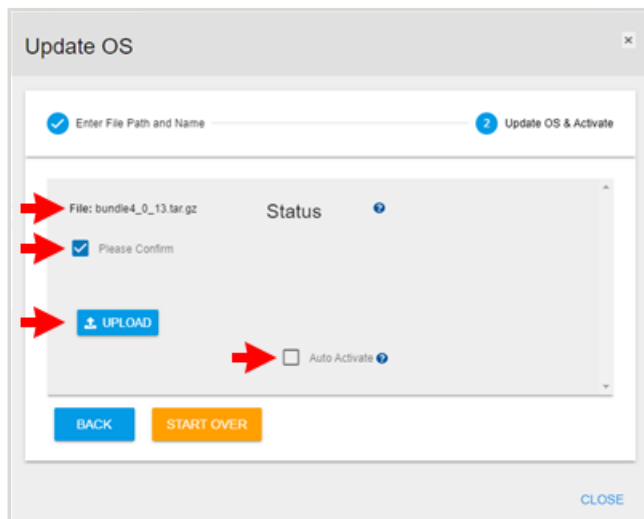 Update OS
×
Enter File Path and Name
2 Update OS & Activate
File: bundle4_0_13.tar.gz Status ?
Please Confirm
UPLOAD
Auto Activate ?
BACK START OVER
CLOSE